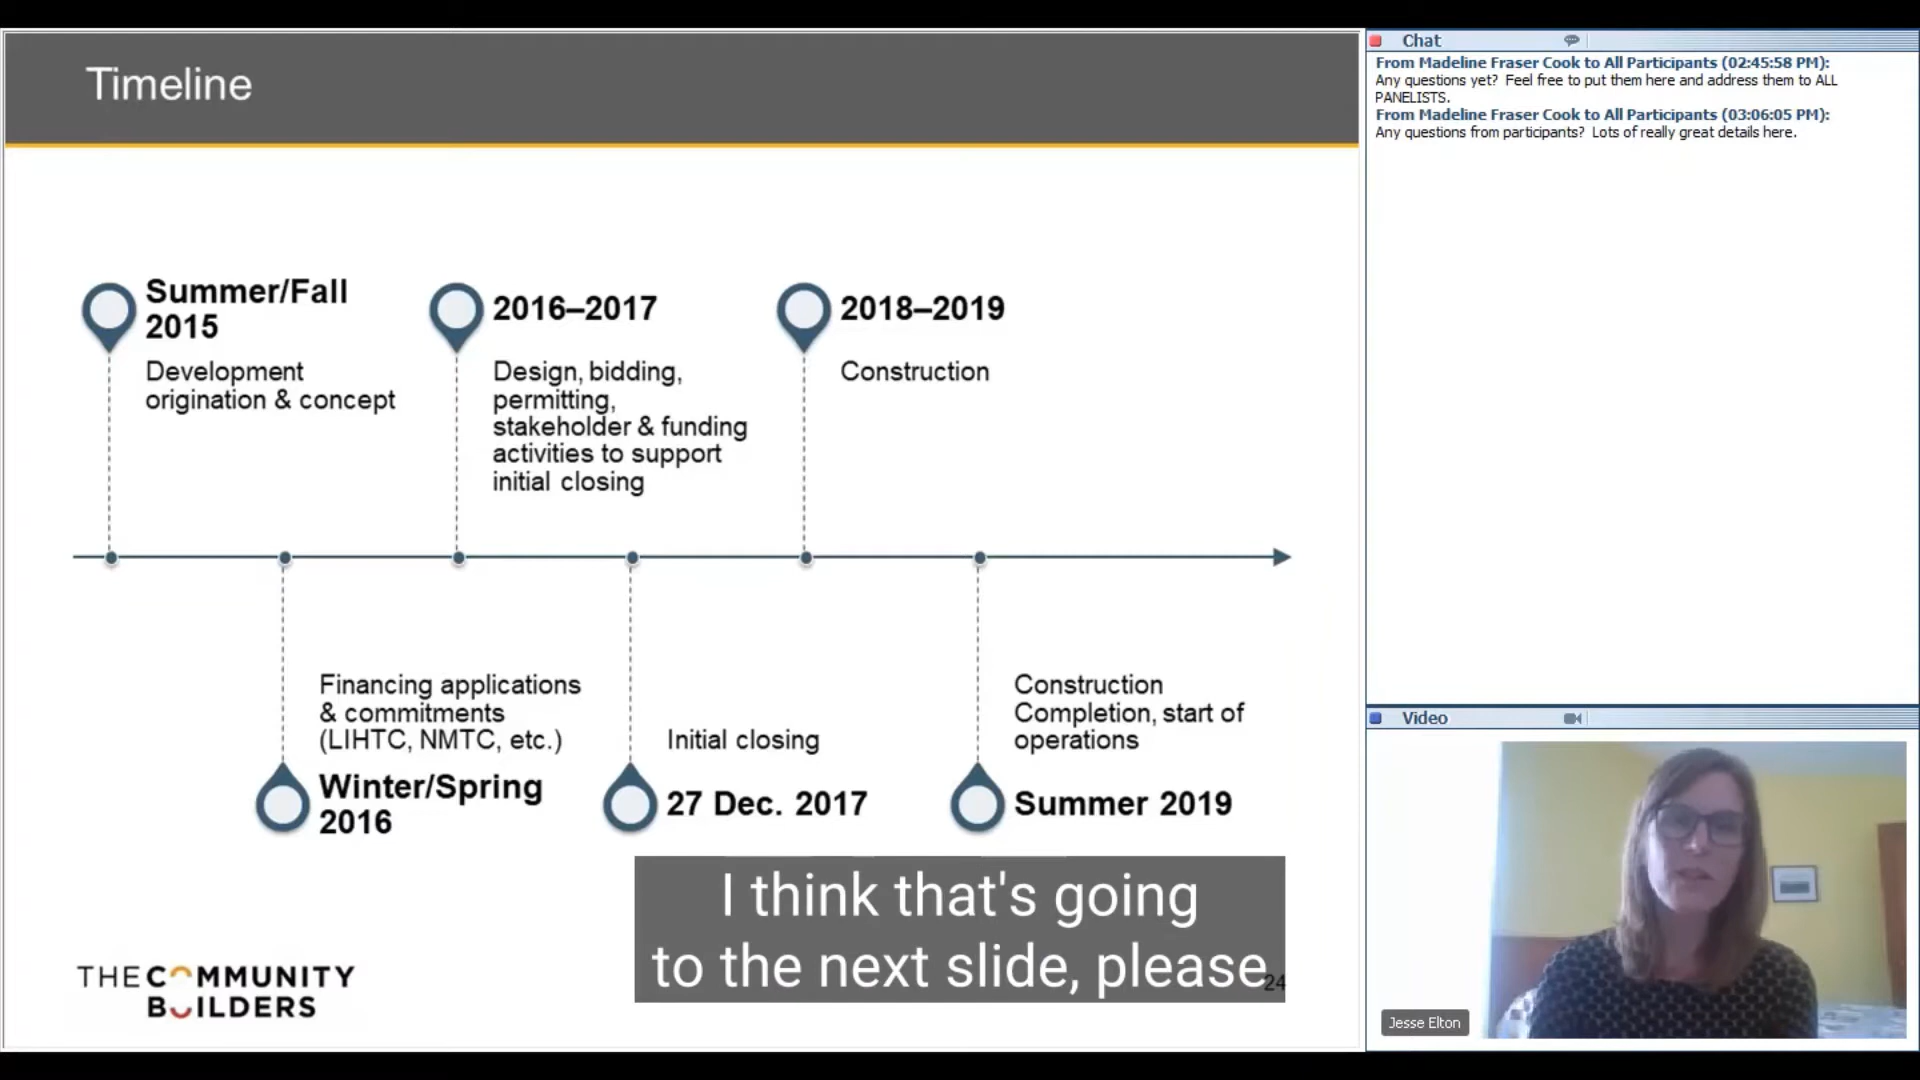 Timeline
Summer/Fall
2015
Development
origination & concept
2016–2017
Design, bidding,
permitting,
stakeholder & funding
activities to support
initial closing
2018–2019
Construction
Financing applications
& commitments
(LIHTC, NMTC, etc.)
Winter/Spring
2016
Initial closing
27 Dec. 2017
Construction
Completion, start of
operations
Summer 2019
I think that's going
to the next slide, please
24
THE COMMUNITY
BUILDERS
Chat
From Madeline Fraser Cook to All Participants (02:45:58 PM):
Any questions yet? Feel free to put them here and address them to ALL
PANELISTS.
From Madeline Fraser Cook to All Participants (03:06:05 PM):
Any questions from participants? Lots of really great details here.
Video
Jesse Elton